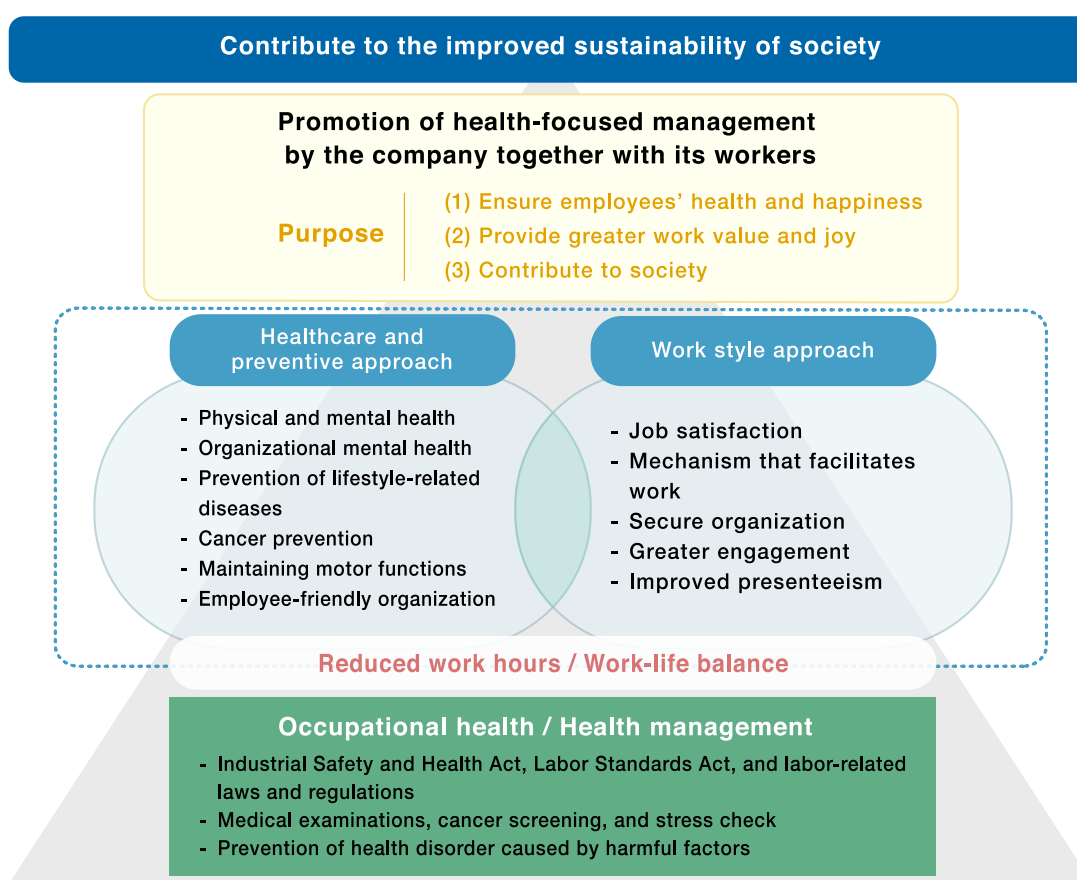 Contribute to the improved sustainability of society
Promotion of health-focused management
by the company together with its workers
Purpose
(1) Ensure employees’ health and happiness
(2) Provide greater work value and joy
(3) Contribute to society
Healthcare and
preventive approach
- Physical and mental health
- Organizational mental health
- Prevention of lifestyle-related
diseases
- Cancer prevention
- Maintaining motor functions
- Employee-friendly organization
Work style approach
- Job satisfaction
- Mechanism that facilitates
work
- Secure organization
- Greater engagement
- Improved presenteeism
Reduced work hours / Work-life balance
Occupational health / Health management
- Industrial Safety and Health Act, Labor Standards Act, and labor-related
laws and regulations
- Medical examinations, cancer screening, and stress check
- Prevention of health disorder caused by harmful factors